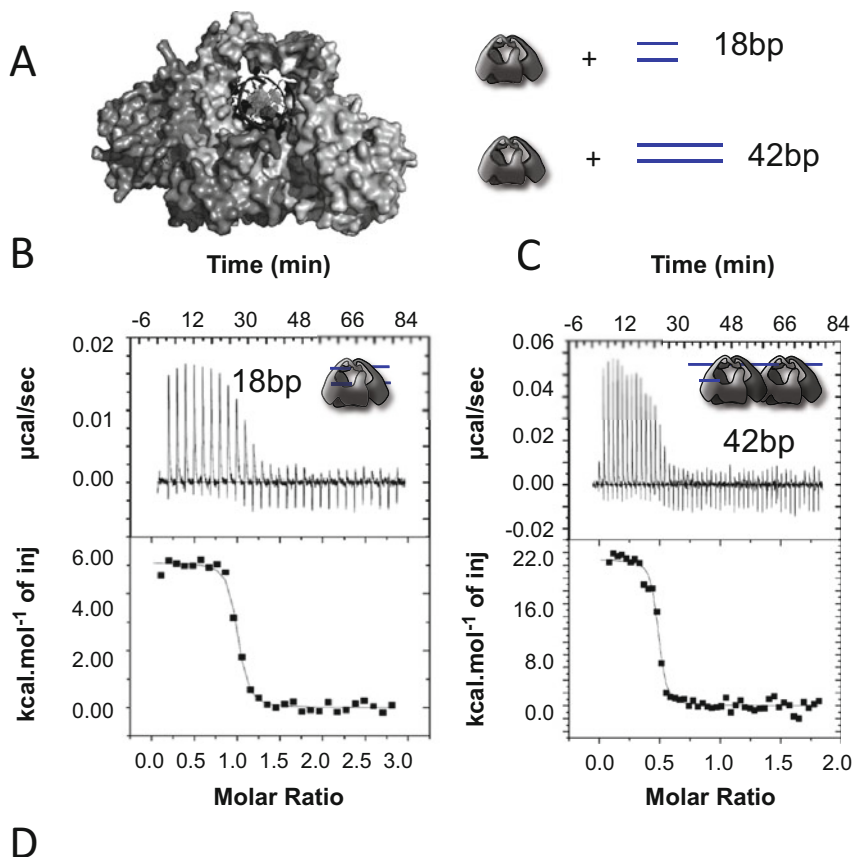 A
+ 18bp
+ 42bp
B
Time (min)
-6 12 30 48 66 84
0.02
0.01
0.00
µcal/sec
18bp
6.00
4.00
2.00
0.00
kcal.mol⁻¹ of inj
0.0 0.5 1.0 1.5 2.0 2.5 3.0
Molar Ratio
C
Time (min)
-6 12 30 48 66 84
0.06
0.04
0.02
0.00
-0.02
µcal/sec
42bp
22.0
16.0
8.0
0.0
kcal.mol⁻¹ of inj
0.0 0.5 1.0 1.5 2.0
Molar Ratio
D